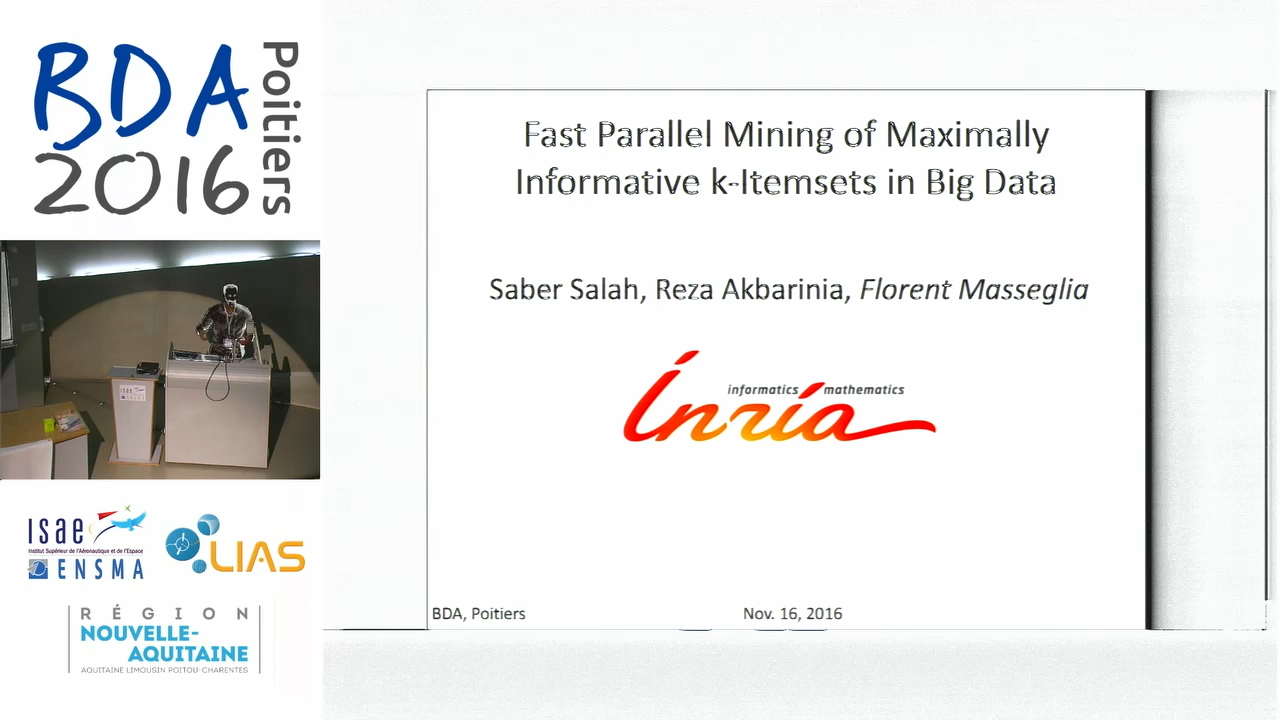 BDA
2016
Poitiers
Fast Parallel Mining of Maximally
Informative k-Itemsets in Big Data
Saber Salah, Reza Akbarinia, Florent Masseglia
informatics mathematics
Inria
BDA, Poitiers
Nov. 16, 2016
isae
Institut Supérieur de l'Aéronautique et de l'Espace
ENSMA
LIAS
RÉGION
NOUVELLE-
AQUITAINE
AQUITAINE LIMOUSIN POITOU-CHARENTES